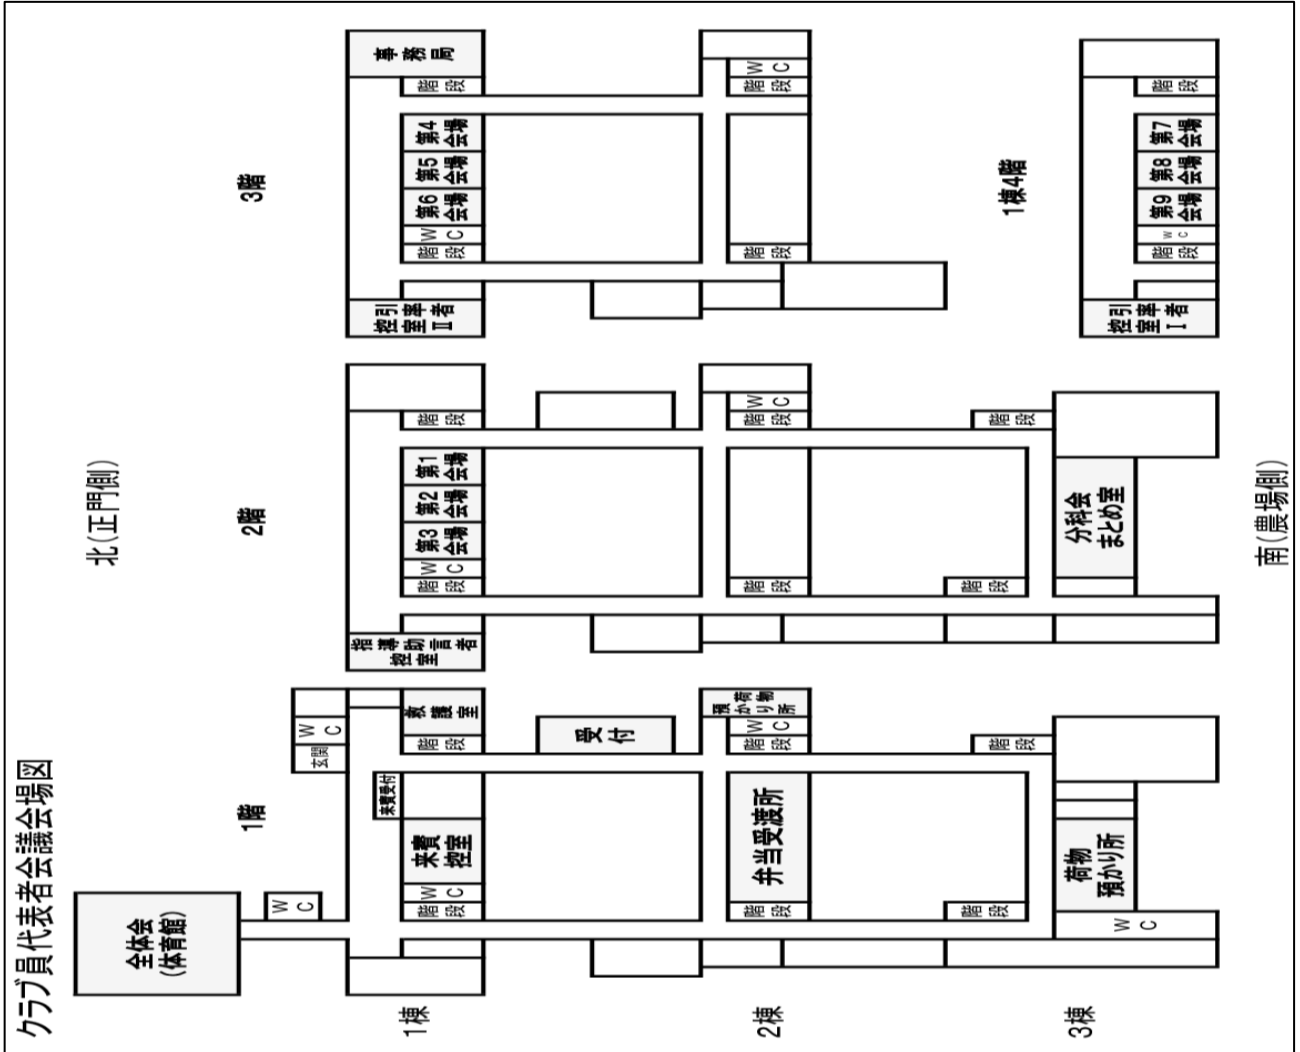 クラブ員代表者会議会場図
北(正門側)
1階
全体会
(体育館)
WC
玄関
WC
1棟
来賓受付
階段
WC
来賓
控室
階段
救護室
受付
2棟
階段
弁当受渡所
階段
WC
荷物
預かり所
3棟
階段
階段
WC
荷物
預かり所
2階
指導助言者
控室
階段
WC
第3
会場
第2
会場
第1
会場
階段
階段
階段
WC
階段
階段
分科会
まとめ室
3階
引率者
控室Ⅱ
階段
WC
第6
会場
第5
会場
第4
会場
階段
事務局
階段
階段
WC
1棟4階
引率者
控室Ⅰ
階段
WC
第9
会場
第8
会場
第7
会場
階段
南(農場側)